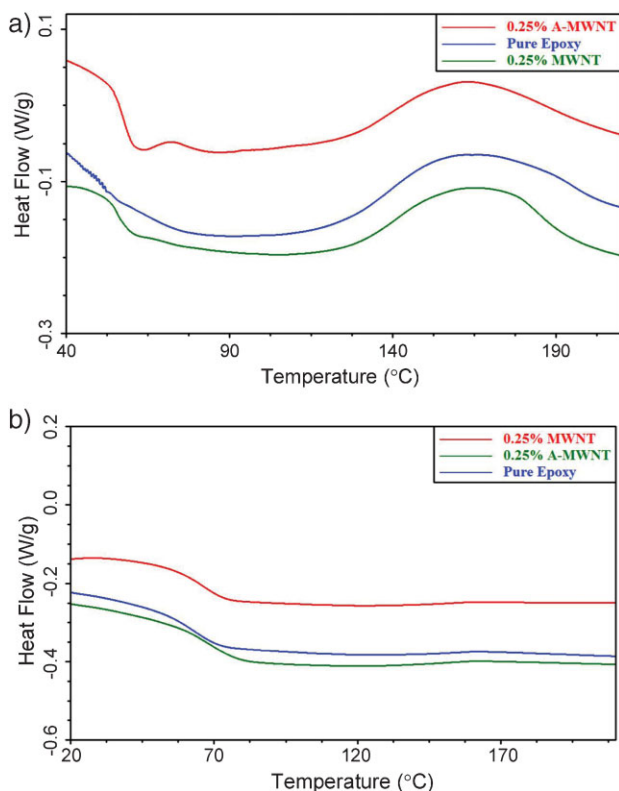 a)
0.1
-0.1
-0.3
Heat Flow (W/g)
0.25% A-MWNT
Pure Epoxy
0.25% MWNT
40 90 140 190
Temperature (°C)
b)
0.2
0.0
-0.2
-0.4
-0.6
Heat Flow (W/g)
0.25% MWNT
0.25% A-MWNT
Pure Epoxy
20 70 120 170
Temperature (°C)